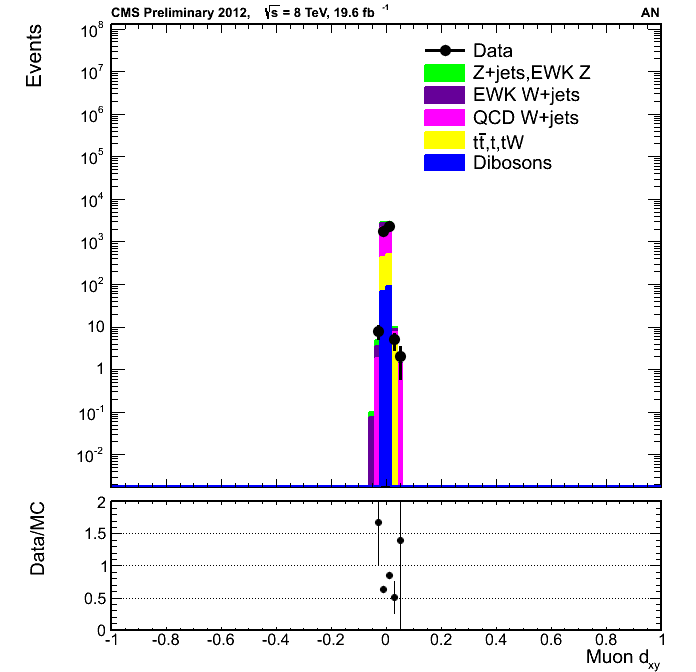 CMS Preliminary 2012, √s = 8 TeV, 19.6 fb⁻¹ AN
Events
10⁸
10⁷
10⁶
10⁵
10⁴
10³
10²
10
1
10⁻¹
10⁻²
Data
Z+jets,EWK Z
EWK W+jets
QCD W+jets
tt̅,t,tW
Dibosons
Data/MC
2
1.5
1
0.5
0
-1 -0.8 -0.6 -0.4 -0.2 0 0.2 0.4 0.6 0.8 1
Muon d_xy